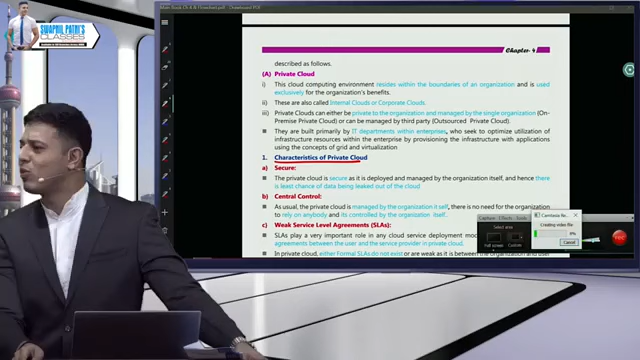 SWAPNIL PATNI'S
CLASSES
Chapter- 4
described as follows.
(A) Private Cloud
i) This cloud computing environment resides within the boundaries of an organization and is used
exclusively for the organization's benefits.
ii) These are also called Internal Clouds or Corporate Clouds.
iii) Private Clouds can either be private to the organization and managed by the single organization (On-
Premise Private Cloud) or can be managed by third party (Outsourced Private Cloud).
They are built primarily by IT departments within enterprises, who seek to optimize utilization of
infrastructure resources within the enterprise by provisioning the infrastructure with applications
using the concepts of grid and virtualization
1. Characteristics of Private Cloud
a) Secure:
The private cloud is secure as it is deployed and managed by the organization itself, and hence there
is least chance of data being leaked out of the cloud
b) Central Control:
As usual, the private cloud is managed by the organization it self, there is no need for the organization
to rely on anybody and its controlled by the organization itself.
c) Weak Service Level Agreements (SLAs):
SLAs play a very important role in any cloud service deployment
agreements between the user and the service provider in private cloud.
In private cloud, either Formal SLAs do not exist or are weak as it is between the organization and user
Capture Effects Tools
Select area
Full screen
Custom
rec
Camtasia Re...
Creating video file
6%
Cancel